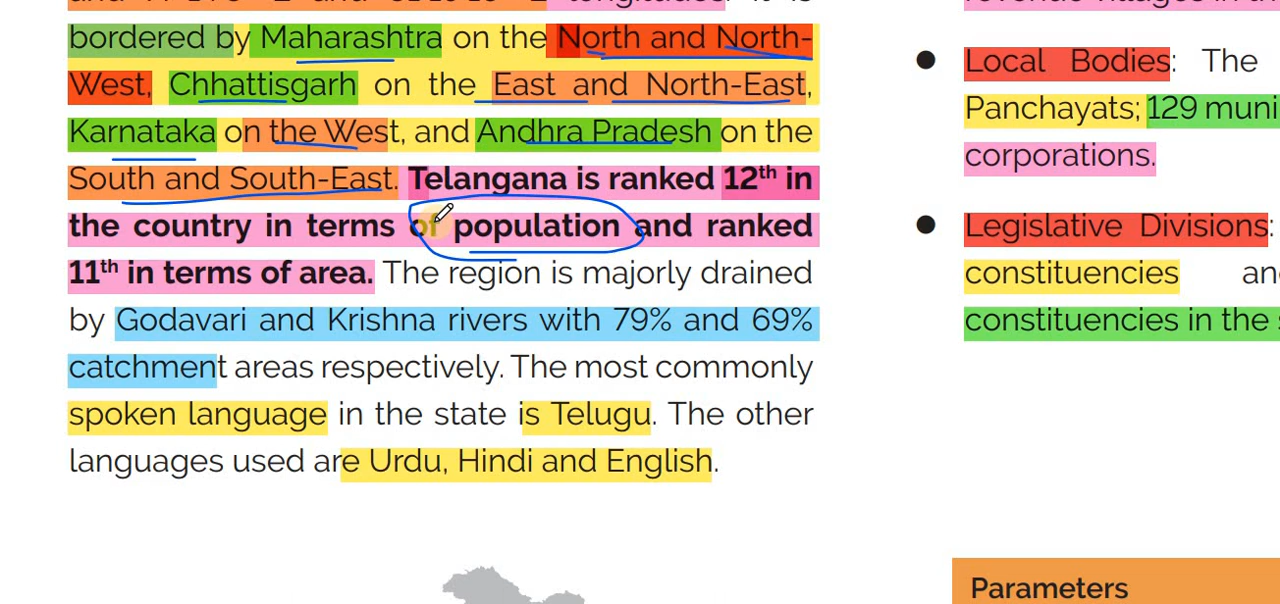 bordered by Maharashtra on the North and North-
West, Chhattisgarh on the East and North-East,
Karnataka on the West, and Andhra Pradesh on the
South and South-East. Telangana is ranked 12th in
the country in terms of population and ranked
11th in terms of area. The region is majorly drained
by Godavari and Krishna rivers with 79% and 69%
catchment areas respectively. The most commonly
spoken language in the state is Telugu. The other
languages used are Urdu, Hindi and English.
● Local Bodies: The
Panchayats; 129 muni
corporations.
● Legislative Divisions:
constituencies an
constituencies in the
Parameters